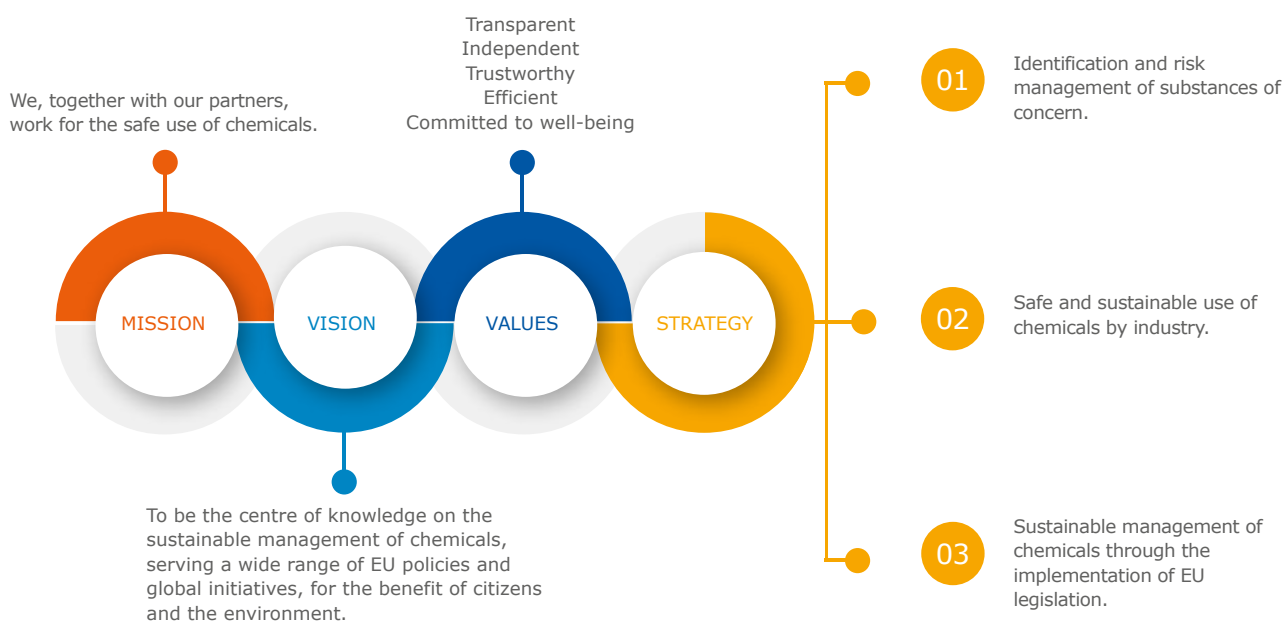 We, together with our partners,
work for the safe use of chemicals.
Transparent
Independent
Trustworthy
Efficient
Committed to well-being
MISSION
VISION
VALUES
STRATEGY
To be the centre of knowledge on the
sustainable management of chemicals,
serving a wide range of EU policies and
global initiatives, for the benefit of citizens
and the environment.
01
Identification and risk
management of substances of
concern.
02
Safe and sustainable use of
chemicals by industry.
03
Sustainable management of
chemicals through the
implementation of EU
legislation.